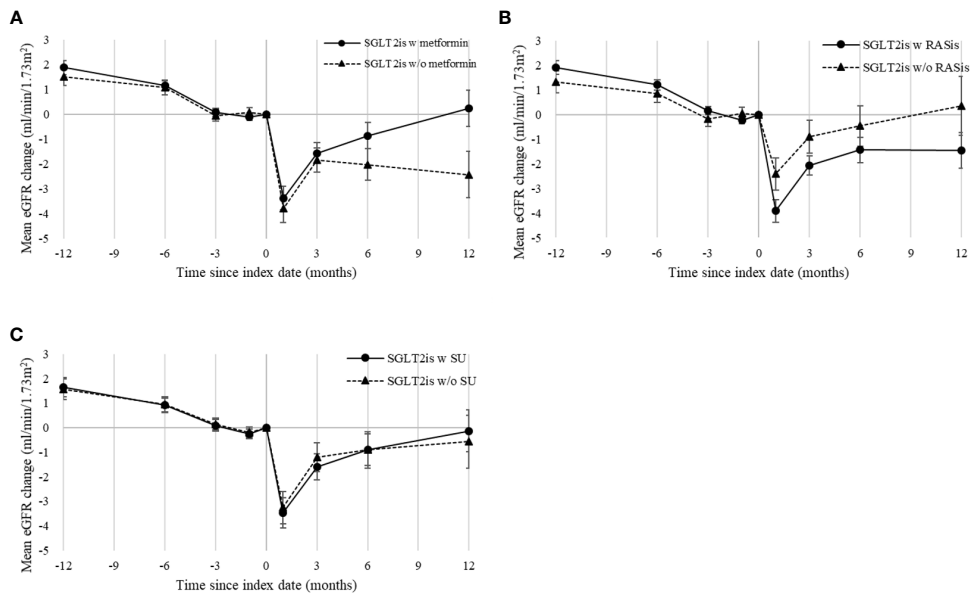 A
SGLT2is w metformin
SGLT2is w/o metformin
Mean eGFR change (ml/min/1.73m²)
3
2
1
0
-1
-2
-3
-4
-5
-12 -9 -6 -3 0 3 6 9 12
Time since index date (months)
B
SGLT2is w RASis
SGLT2is w/o RASis
Mean eGFR change (ml/min/1.73m²)
3
2
1
0
-1
-2
-3
-4
-5
-12 -9 -6 -3 0 3 6 9 12
Time since index date (months)
C
SGLT2is w SU
SGLT2is w/o SU
Mean eGFR change (ml/min/1.73m²)
3
2
1
0
-1
-2
-3
-4
-5
-12 -9 -6 -3 0 3 6 9 12
Time since index date (months)